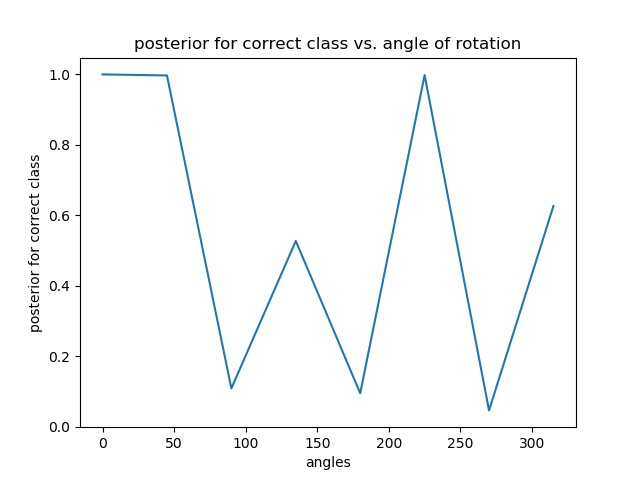 posterior for correct class vs. angle of rotation
1.0
0.8
0.6
0.4
0.2
0.0
posterior for correct class
0 50 100 150 200 250 300
angles